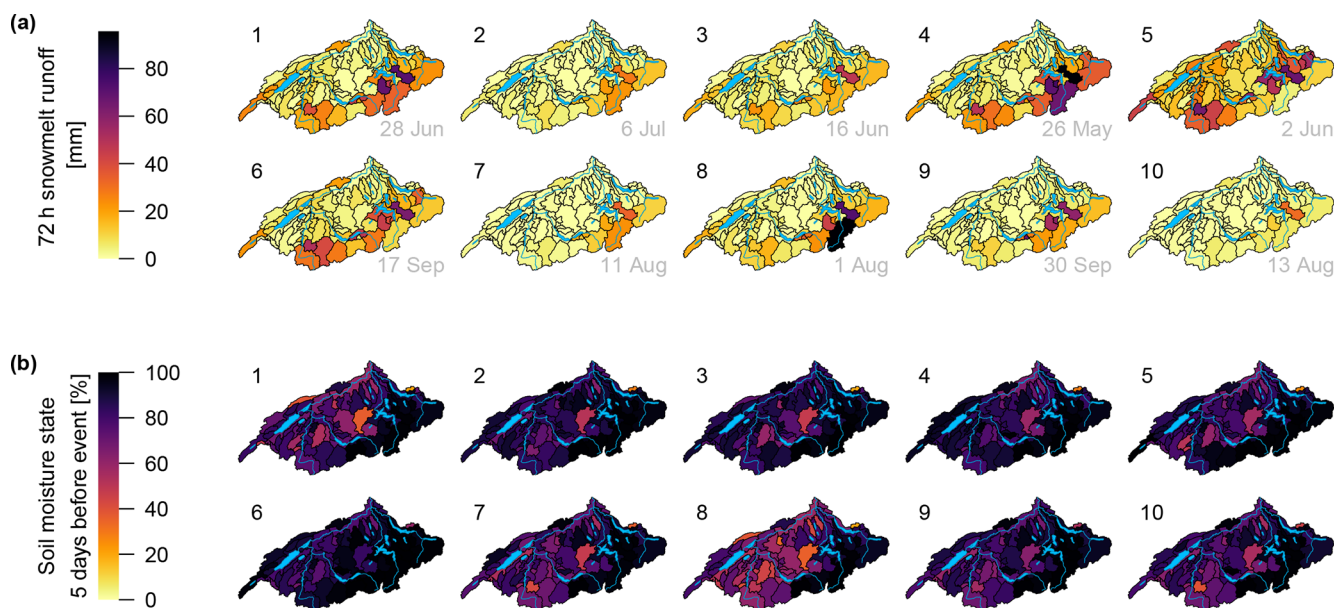 (a)
72 h snowmelt runoff
[mm]
80
60
40
20
0
1
2
3
4
5
28 Jun
6 Jul
16 Jun
26 May
2 Jun
6
7
8
9
10
17 Sep
11 Aug
1 Aug
30 Sep
13 Aug
(b)
Soil moisture state
5 days before event [%]
100
80
60
40
20
0
1
2
3
4
5
6
7
8
9
10